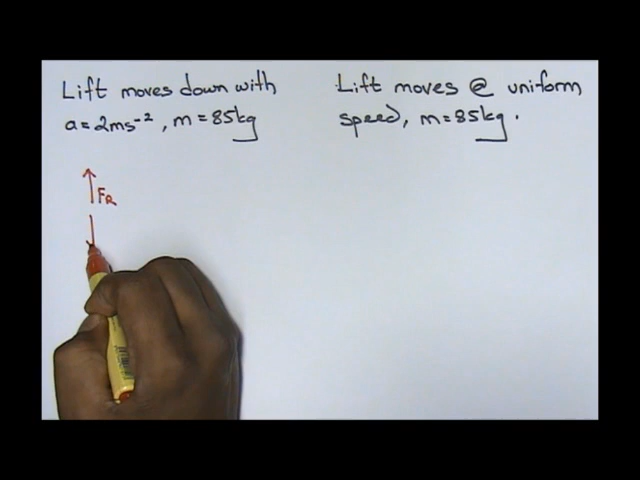 Lift moves down with
a = 2ms⁻², m = 85kg
Lift moves @ uniform
speed, m = 85kg.
FR